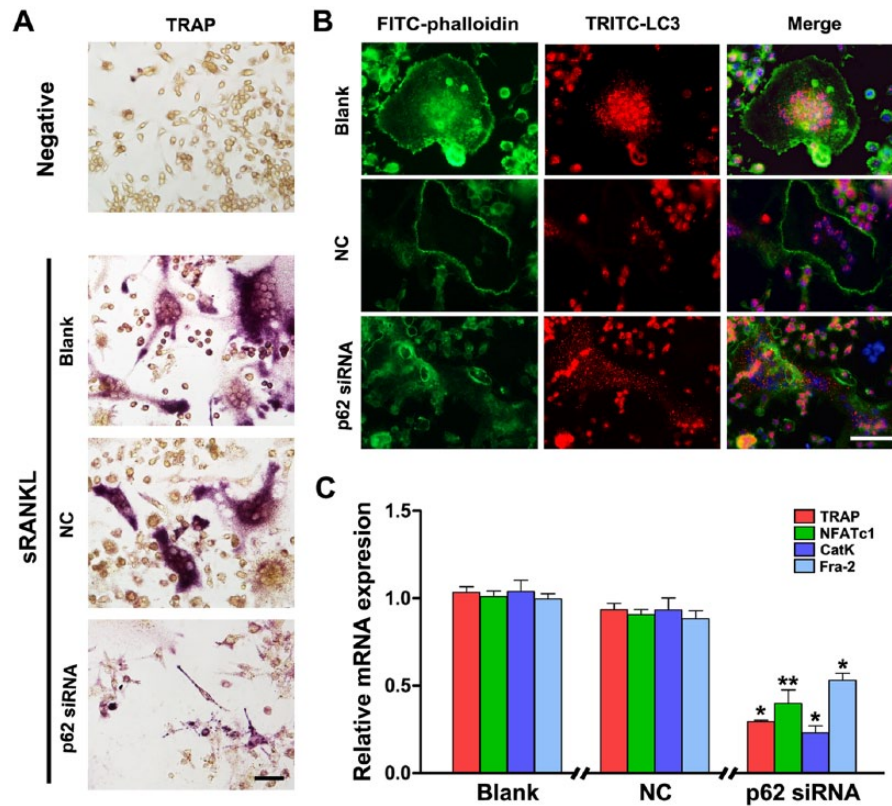 A
TRAP
Negative
sRANKL
Blank
NC
p62 siRNA
B
FITC-phalloidin
TRITC-LC3
Merge
Blank
NC
p62 siRNA
C
Relative mRNA expresion
1.5
1.0
0.5
0.0
TRAP
NFATc1
CatK
Fra-2
* ** * *
Blank
NC
p62 siRNA